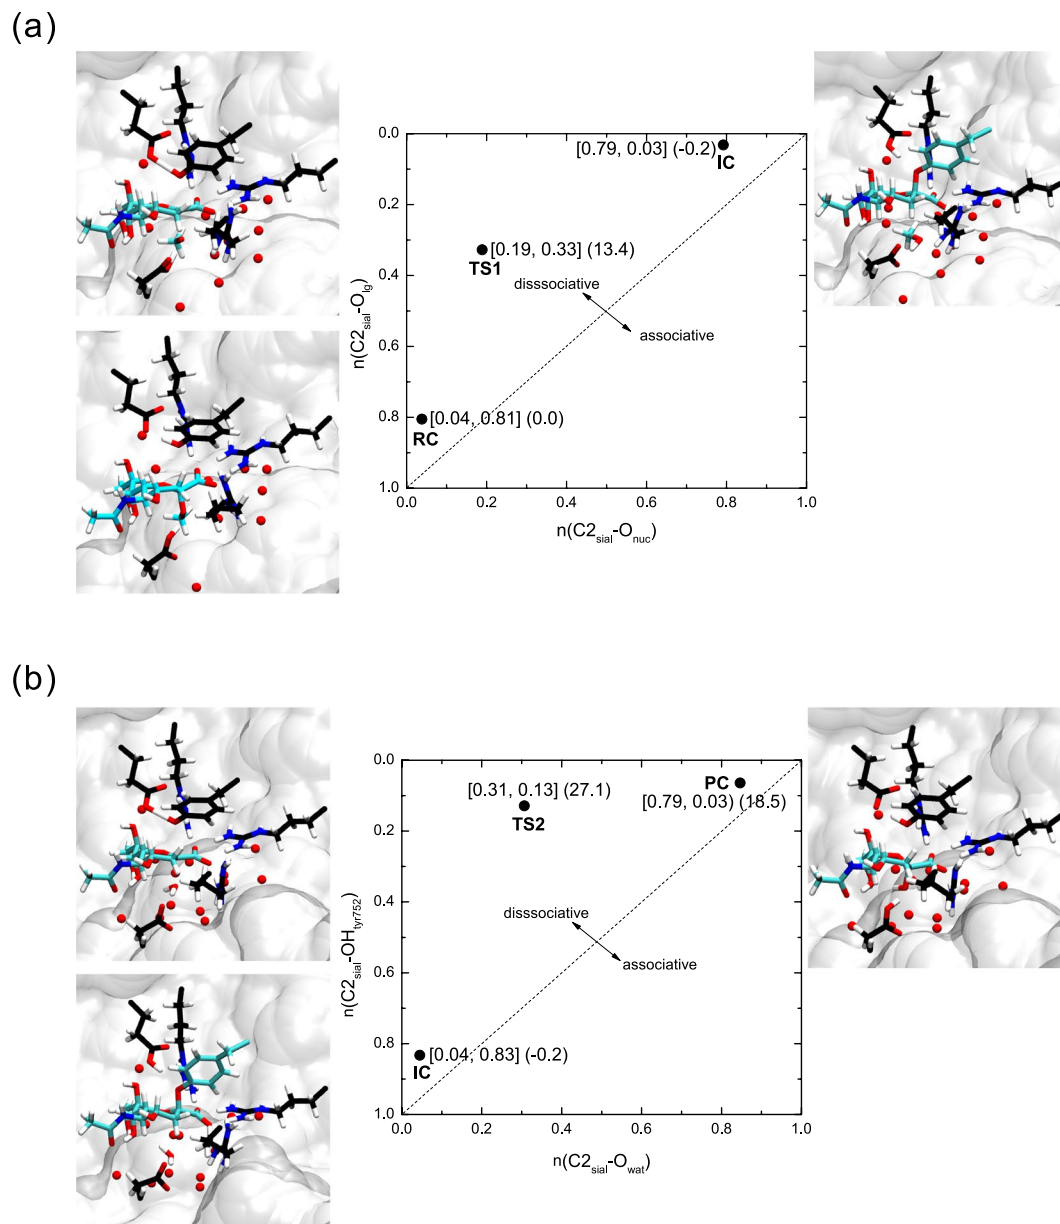 (a)
0.0
0.2
0.4
0.6
0.8
1.0
n(C2sial-Olg)
[0.79, 0.03] (-0.2)
IC
[0.19, 0.33] (13.4)
TS1
disssociative
associative
[0.04, 0.81] (0.0)
RC
0.0 0.2 0.4 0.6 0.8 1.0
n(C2sial-Onuc)
(b)
0.0
0.2
0.4
0.6
0.8
1.0
n(C2sial-OHtyr752)
PC
[0.31, 0.13] (27.1)
[0.79, 0.03] (18.5)
TS2
disssociative
associative
[0.04, 0.83] (-0.2)
IC
0.0 0.2 0.4 0.6 0.8 1.0
n(C2sial-Owat)